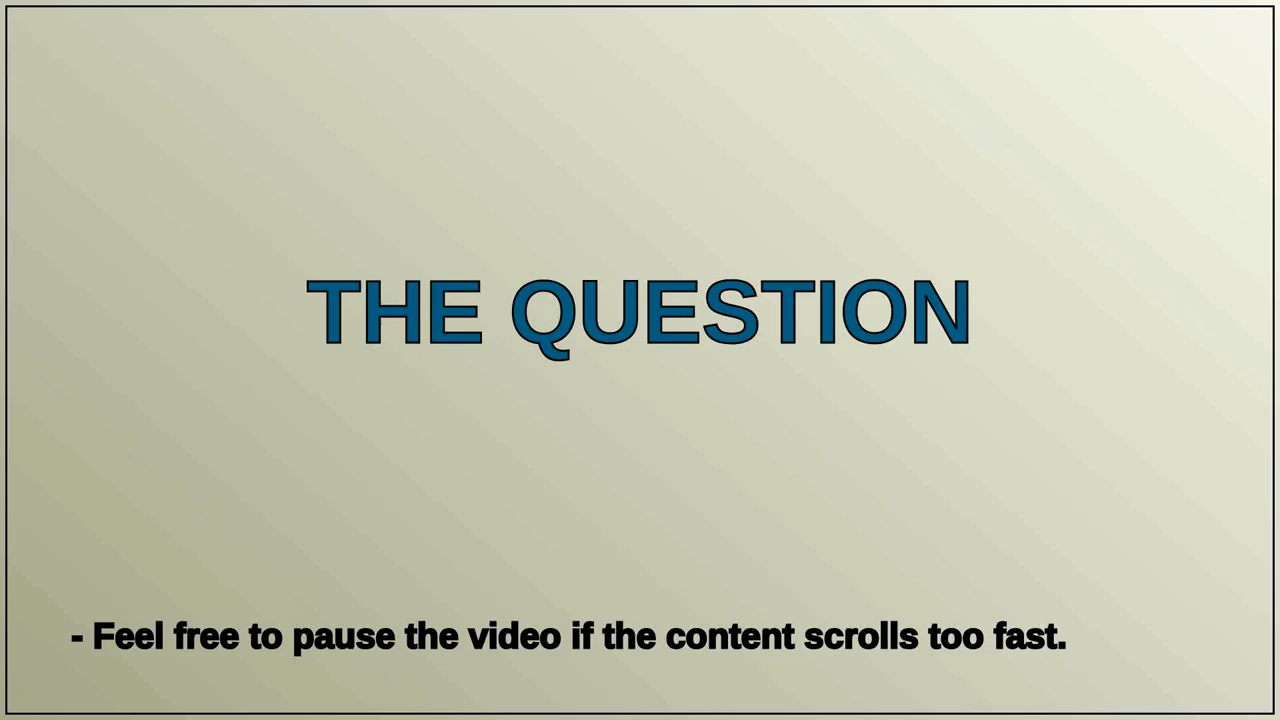 THE QUESTION
- Feel free to pause the video if the content scrolls too fast.